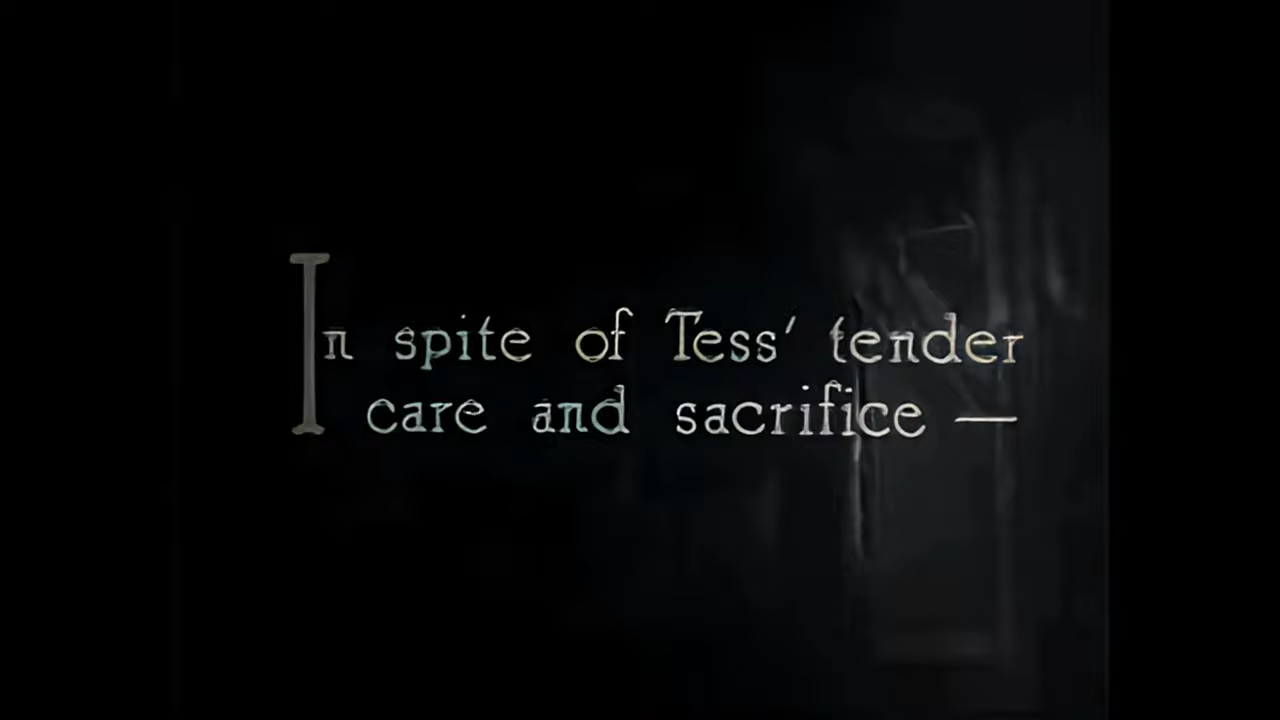 In spite of Tess' tender
care and sacrifice —